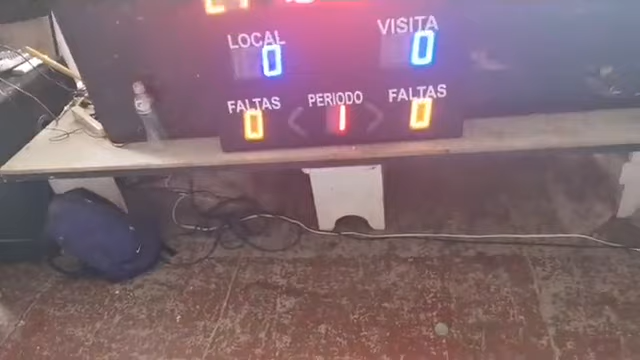 LOCAL VISITA
0 0
FALTAS PERIODO FALTAS
0 < 1 > 0